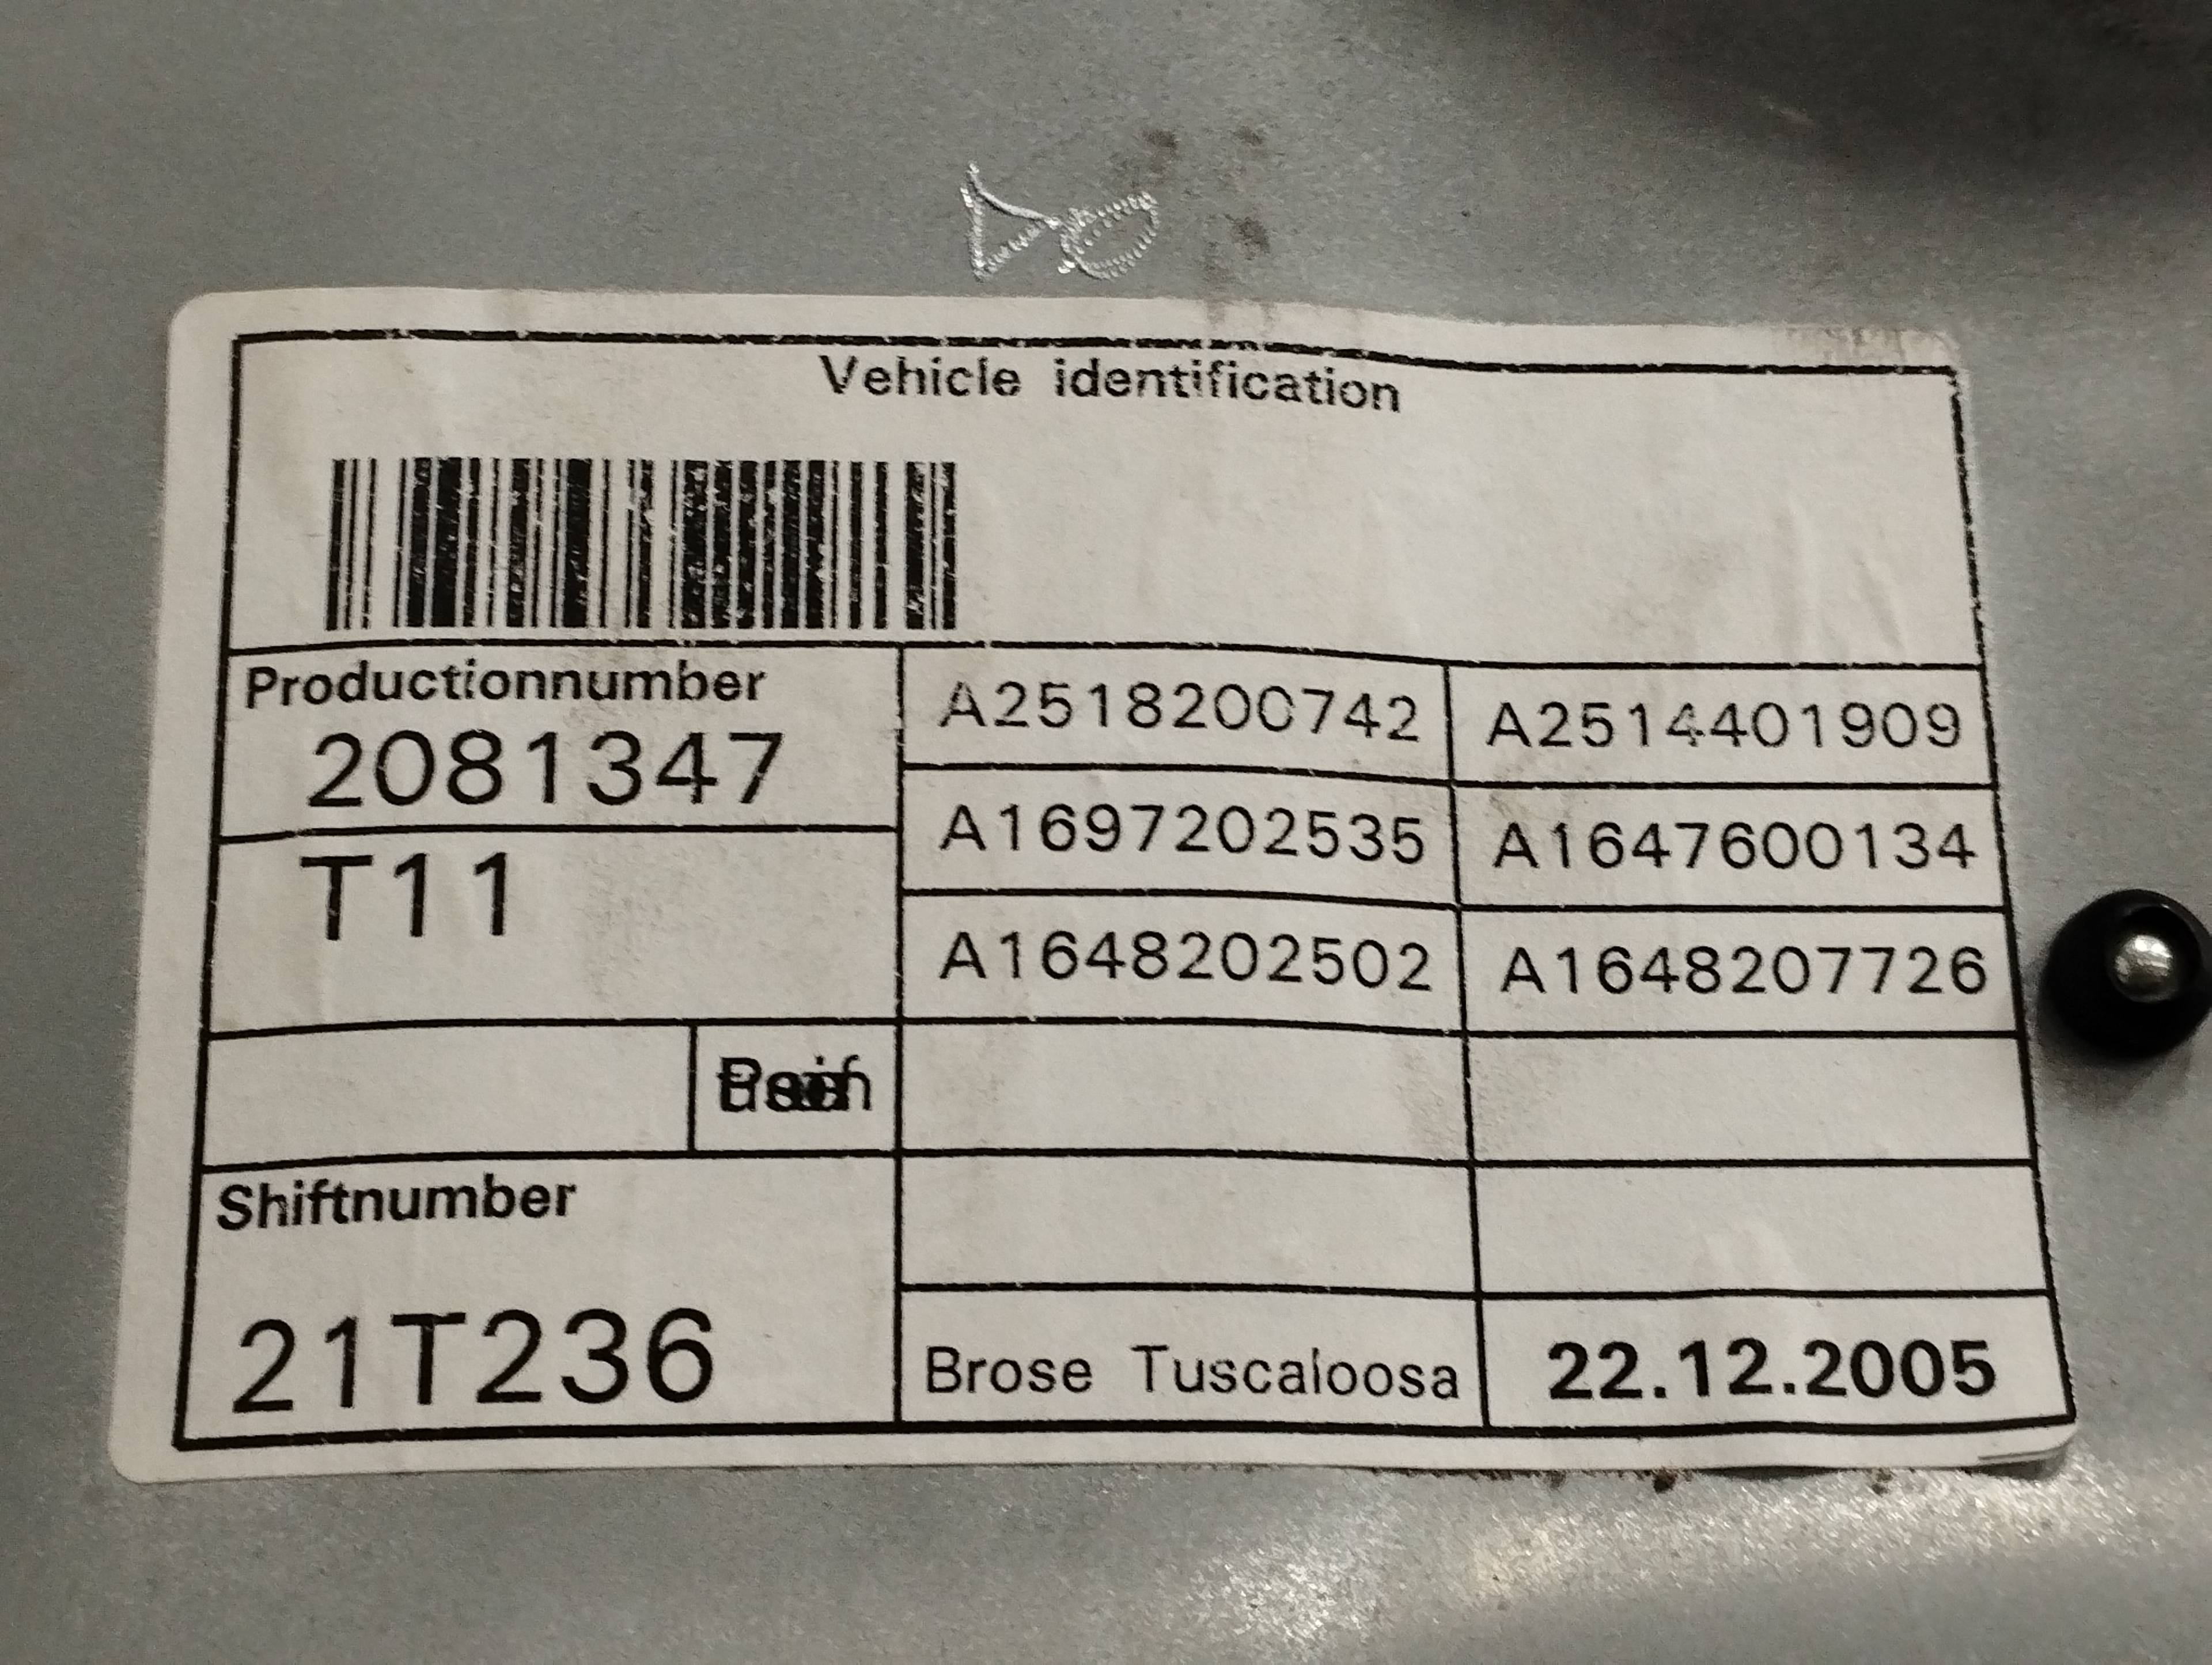 Vehicle identification
Productionnumber
2081347
T11
A2518200742 A2514401909
A1697202535 A1647600134
A1648202502 A1648207726
Shiftnumber
21T236
Brose Tuscaloosa 22.12.2005